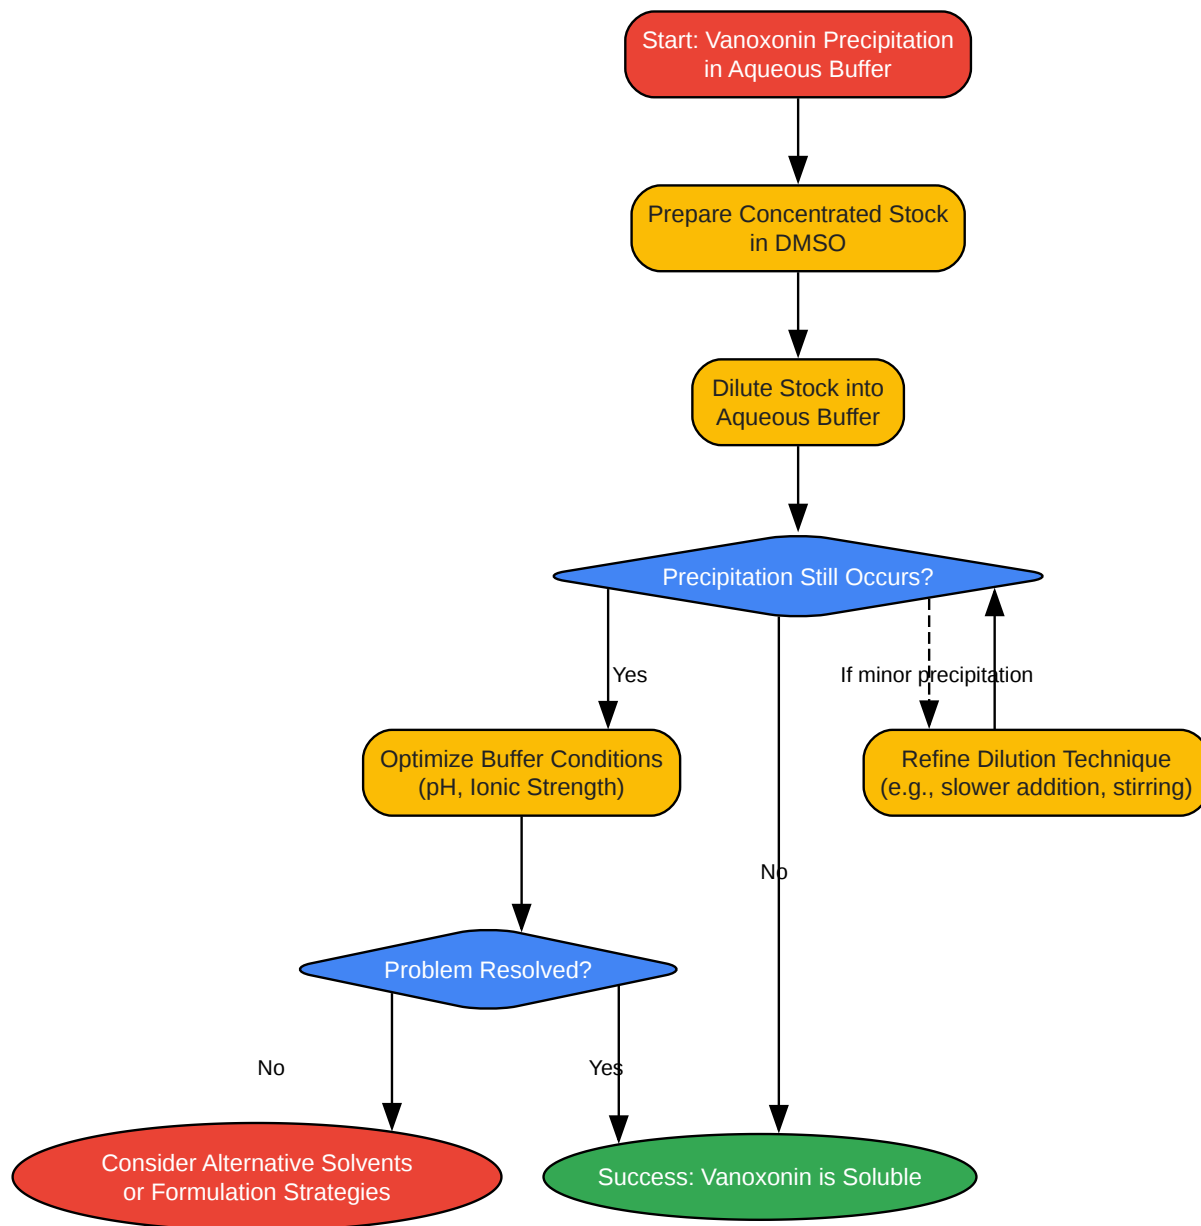 Start: Vanoxonin Precipitation
in Aqueous Buffer
Prepare Concentrated Stock
in DMSO
Dilute Stock into
Aqueous Buffer
Precipitation Still Occurs?
Yes
If minor precipitation
Optimize Buffer Conditions
(pH, Ionic Strength)
Refine Dilution Technique
(e.g., slower addition, stirring)
No
Problem Resolved?
No
Yes
Consider Alternative Solvents
or Formulation Strategies
Success: Vanoxonin is Soluble